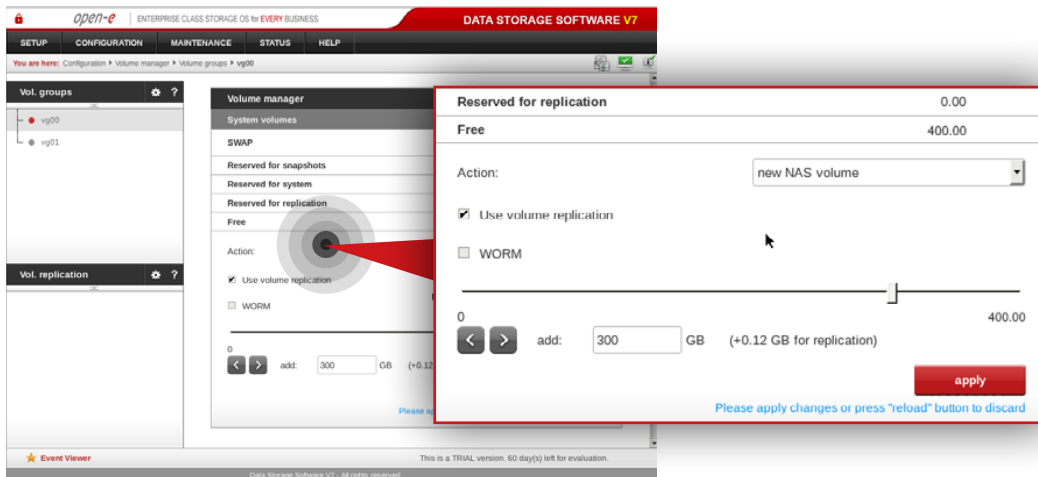 open-e ENTERPRISE CLASS STORAGE OS for EVERY BUSINESS DATA STORAGE SOFTWARE V7
SETUP CONFIGURATION MAINTENANCE STATUS HELP
You are here: Configuration Volume manager Volume groups vg00
Vol. groups ?
vg00
vg01
Vol. replication ?
Volume manager
System volumes
SWAP
Reserved for snapshots
Reserved for system
Reserved for replication
Free
Action:
Use volume replication
WORM
0
add: 300 GB (+0.12
Please ap
Reserved for replication 0.00
Free 400.00
Action: new NAS volume
Use volume replication
WORM
0 400.00
add: 300 GB (+0.12 GB for replication)
apply
Please apply changes or press "reload" button to discard
Event Viewer This is a TRIAL version. 60 day(s) left for evaluation.
Data Storage Software V7 - All rights reserved